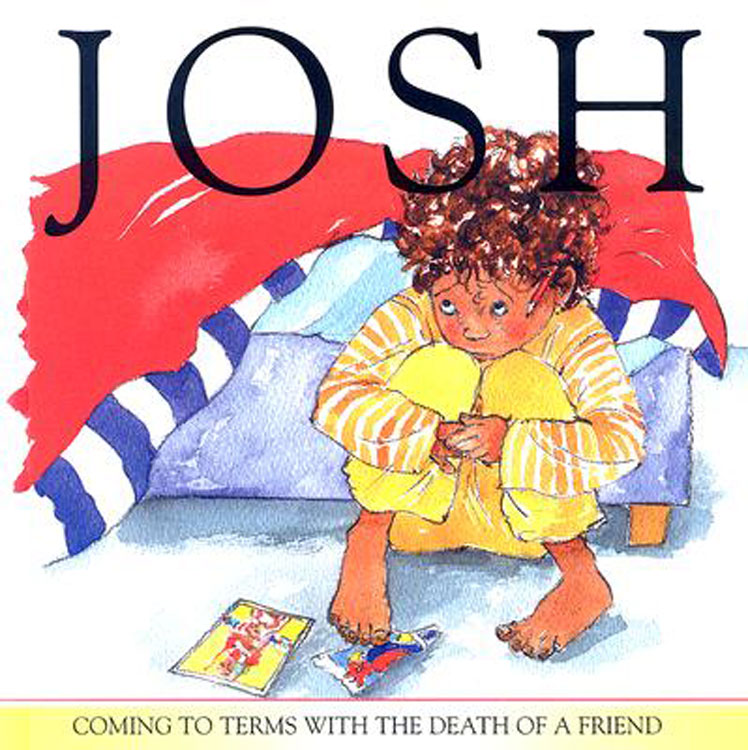 JOSH
COMING TO TERMS WITH THE DEATH OF A FRIEND